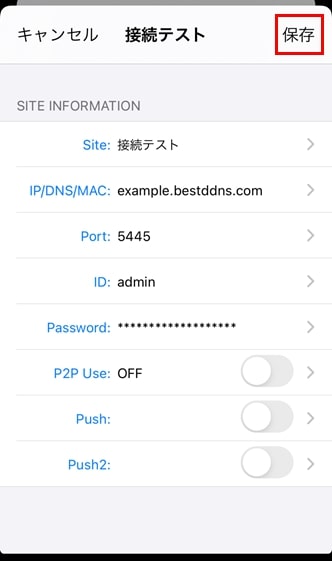 キャンセル 接続テスト 保存
SITE INFORMATION
Site: 接続テスト
IP/DNS/MAC: example.bestddns.com
Port: 5445
ID: admin
Password: *******************
P2P Use: OFF
Push:
Push2: